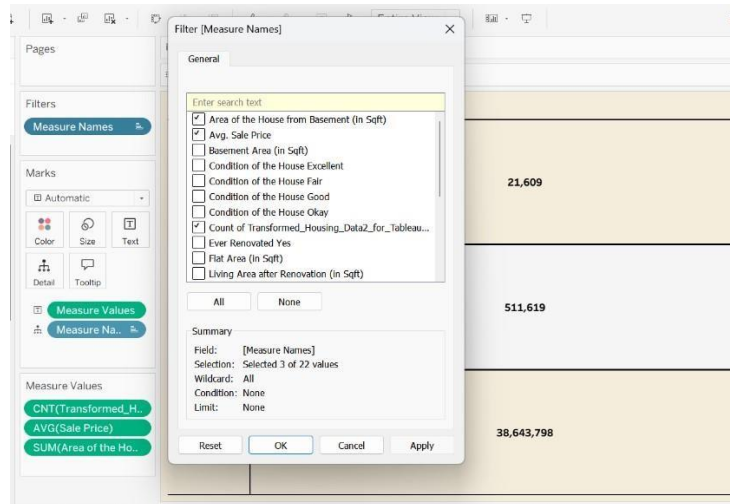 Pages
Filters
Measure Names
Marks
Automatic
Color
Size
Text
Detail
Tooltip
Measure Values
Measure Na..
Measure Values
CNT(Transformed_H..
AVG(Sale Price)
SUM(Area of the Ho..
Filter [Measure Names]
General
Enter search text
Area of the House from Basement (in Sqft)
Avg. Sale Price
Basement Area (in Sqft)
Condition of the House Excellent
Condition of the House Fair
Condition of the House Good
Condition of the House Okay
Count of Transformed_Housing_Data2_for_Tableau...
Ever Renovated Yes
Flat Area (in Sqft)
Living Area after Renovation (in Sqft)
All
None
Summary
Field: [Measure Names]
Selection: Selected 3 of 22 values
Wildcard: All
Condition: None
Limit: None
Reset
OK
Cancel
Apply
21,609
511,619
38,643,798